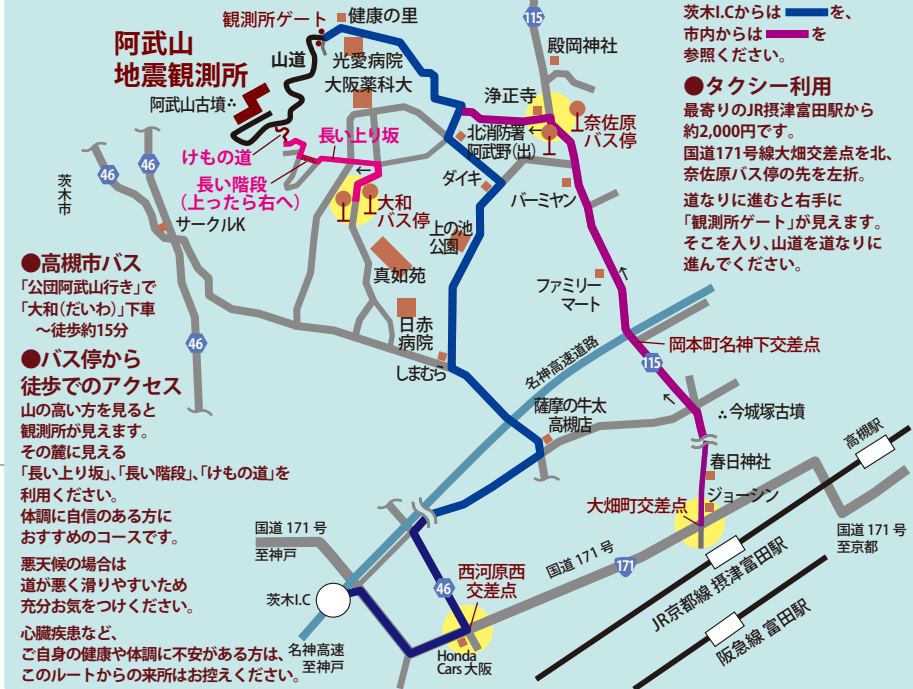 観測所ゲート
健康の里
山道
光愛病院
大阪薬科大
阿武山
地震観測所
阿武山古墳
けもの道
長い上り坂
長い階段
(上ったら右へ)
←
大和
バス停
46
46
茨木市
サークルK
真如苑
日赤
病院
しまむら
上の池
公園
ダイキ
北消防署
阿武野(出)
←
115
殿岡神社
浄正寺
奈佐原
バス停
バーミヤン
ファミリー
マート
名神高速道路
岡本町名神下交差点
115
薩摩の牛太
高槻店
今城塚古墳
春日神社
ジョーシン
大畑町交差点
高槻駅
国道171号
至京都
国道171号
171
JR京都線 摂津富田駅
阪急線 富田駅
46
国道171号
至神戸
茨木I.C
名神高速
至神戸
46
西河原西
交差点
Honda
Cars 大阪
●高槻市バス
「公団阿武山行き」で
「大和(だいわ)」下車
～徒歩約15分
●バス停から
徒歩でのアクセス
山の高い方を見ると
観測所が見えます。
その麓に見える
「長い上り坂」、「長い階段」、「けもの道」を
利用ください。
体調に自信のある方に
おすすめのコースです。
悪天候の場合は
道が悪く滑りやすいため
充分お気をつけください。
心臓疾患など、
ご自身の健康や体調に不安がある方は、
このルートからの来所はお控えください。
茨木I.Cからは を、
市内からは を
参照ください。
●タクシー利用
最寄りのJR摂津富田駅から
約2,000円です。
国道171号線大畑交差点を北、
奈佐原バス停の先を左折。
道なりに進むと右手に
「観測所ゲート」が見えます。
そこを入り、山道を道なりに
進んでください。